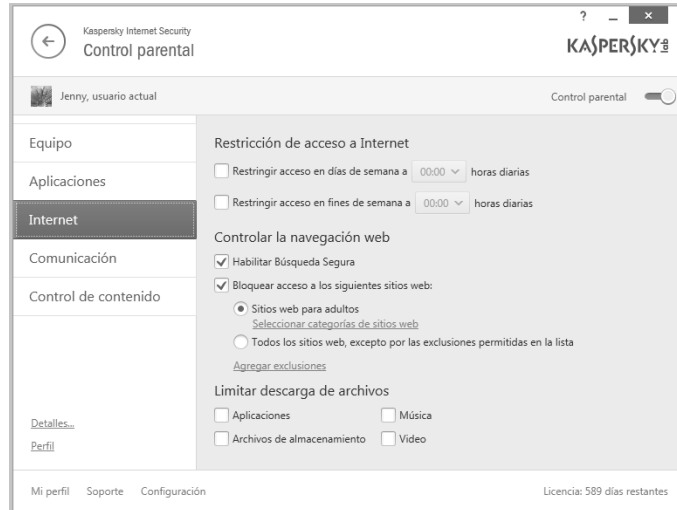 ?
Kaspersky Internet Security
Control parental
KASPERSKY lab
Jenny, usuario actual
Control parental
Equipo
Aplicaciones
Internet
Comunicación
Control de contenido
Detalles...
Perfil
Restricción de acceso a Internet
Restringir acceso en días de semana a 00:00 horas diarias
Restringir acceso en fines de semana a 00:00 horas diarias
Controlar la navegación web
Habilitar Búsqueda Segura
Bloquear acceso a los siguientes sitios web:
Sitios web para adultos
Seleccionar categorías de sitios web
Todos los sitios web, excepto por las exclusiones permitidas en la lista
Agregar exclusiones
Limitar descarga de archivos
Aplicaciones Música
Archivos de almacenamiento Video
Mi perfil Soporte Configuración Licencia: 589 días restantes